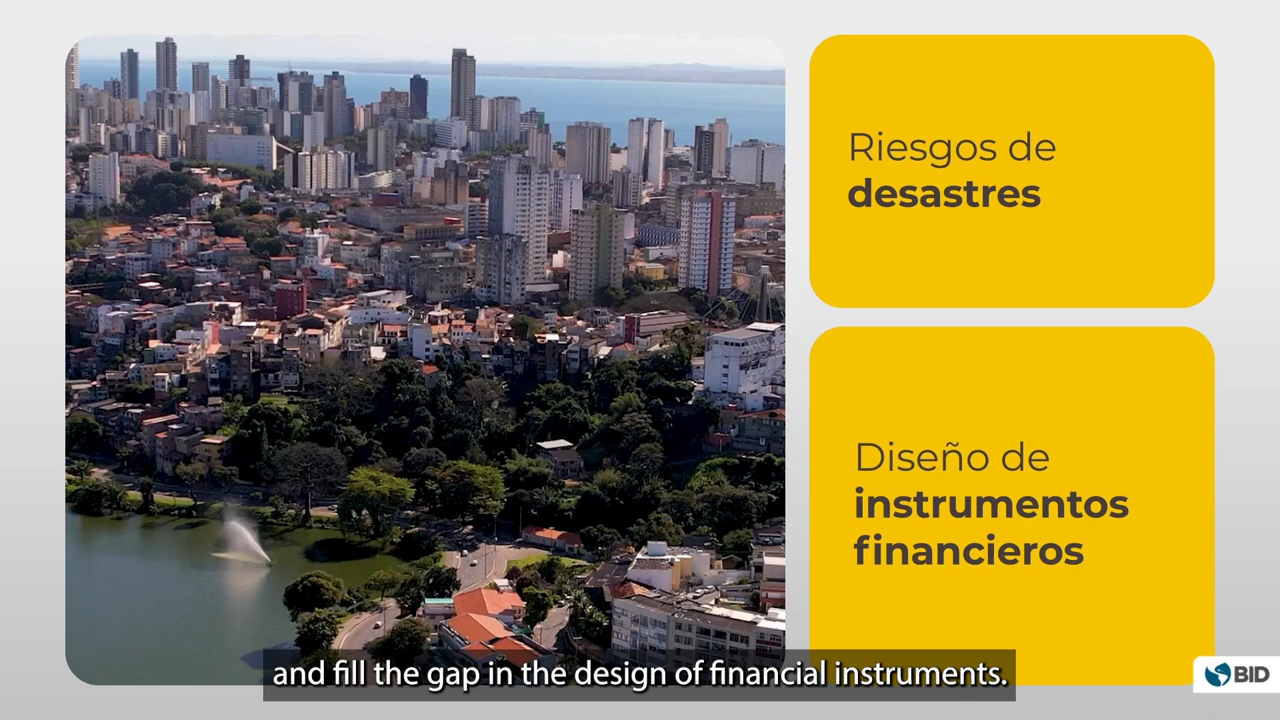 Riesgos de
desastres
Diseño de
instrumentos
financieros
and fill the gap in the design of financial instruments.
BID